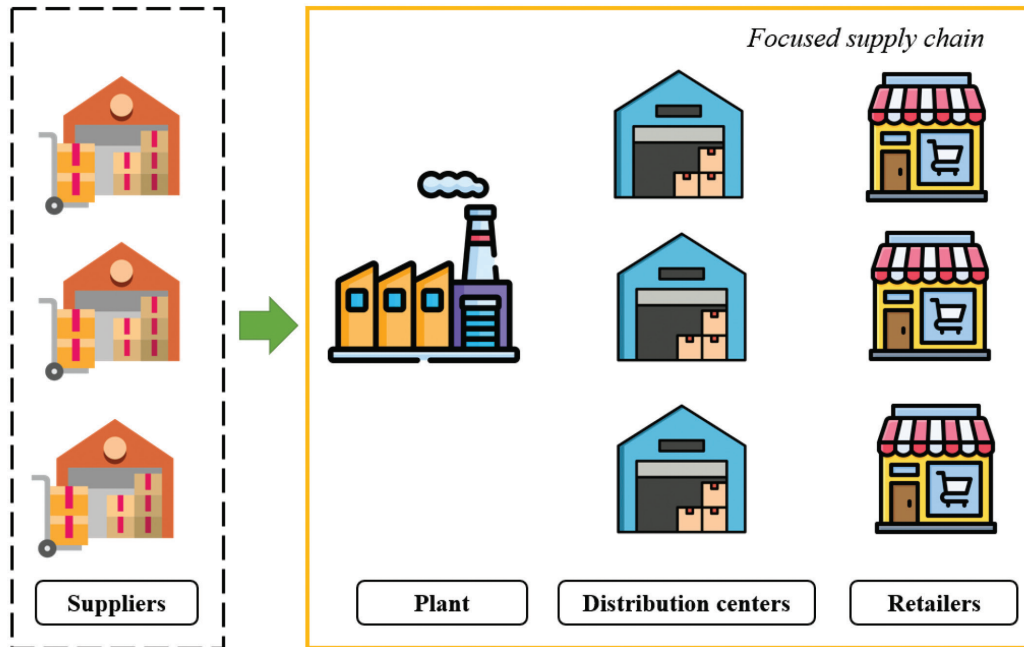 Focused supply chain
Suppliers
Plant
Distribution centers
Retailers